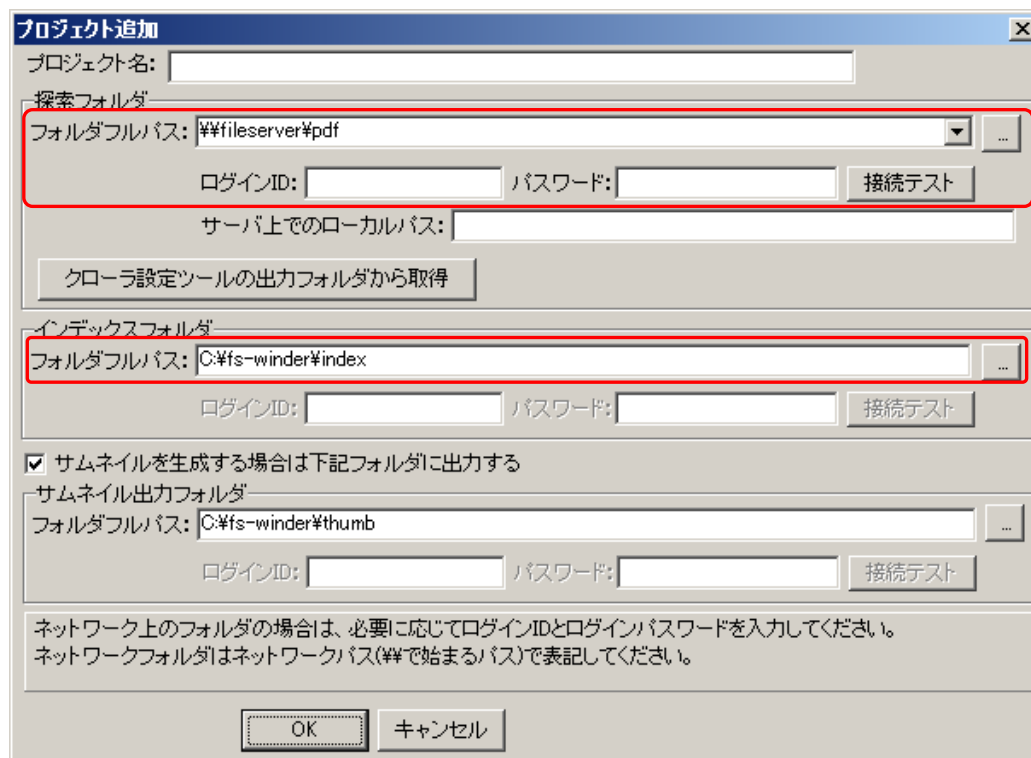 プロジェクト追加
プロジェクト名:
探索フォルダ
フォルダフルパス: ¥¥fileserver¥pdf ...
ログインID: パスワード: 接続テスト
サーバ上でのローカルパス:
クローラ設定ツールの出力フォルダから取得
インデックスフォルダ
フォルダフルパス: C:¥fs-winder¥index ...
ログインID: パスワード: 接続テスト
サムネイルを生成する場合は下記フォルダに出力する
サムネイル出力フォルダ
フォルダフルパス: C:¥fs-winder¥thumb ...
ログインID: パスワード: 接続テスト
ネットワーク上のフォルダの場合は、必要に応じてログインIDとログインパスワードを入力してください。
ネットワークフォルダはネットワークパス(¥¥で始まるパス)で表記してください。
OK キャンセル